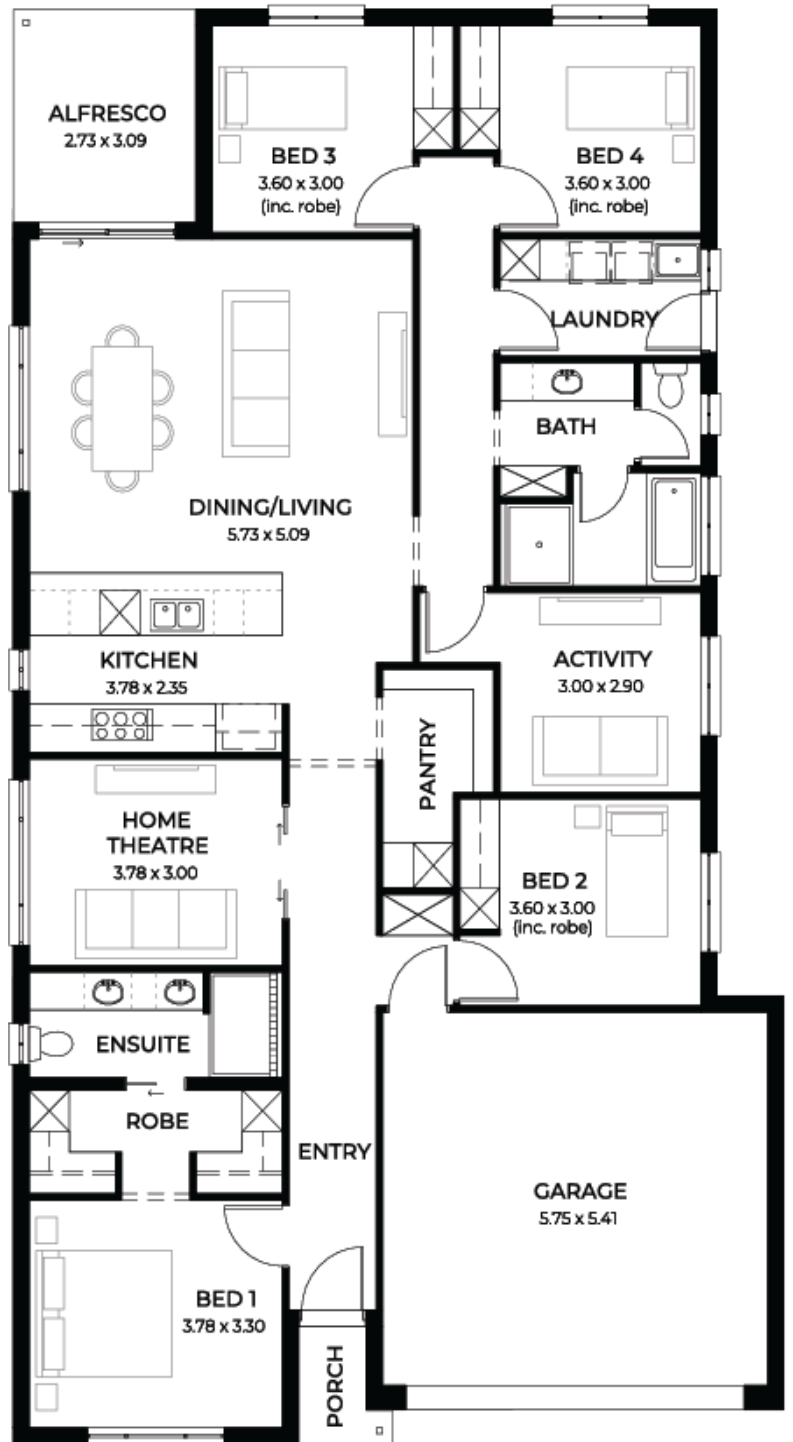 ALFRESCO
2.73 x 3.09
BED 3
3.60 x 3.00
(inc. robe)
BED 4
3.60 x 3.00
(inc. robe)
LAUNDRY
BATH
DINING/LIVING
5.73 x 5.09
KITCHEN
3.78 x 2.35
ACTIVITY
3.00 x 2.90
PANTRY
HOME
THEATRE
3.78 x 3.00
BED 2
3.60 x 3.00
(inc. robe)
ENSUITE
ROBE
ENTRY
GARAGE
5.75 x 5.41
BED 1
3.78 x 3.30
PORCH